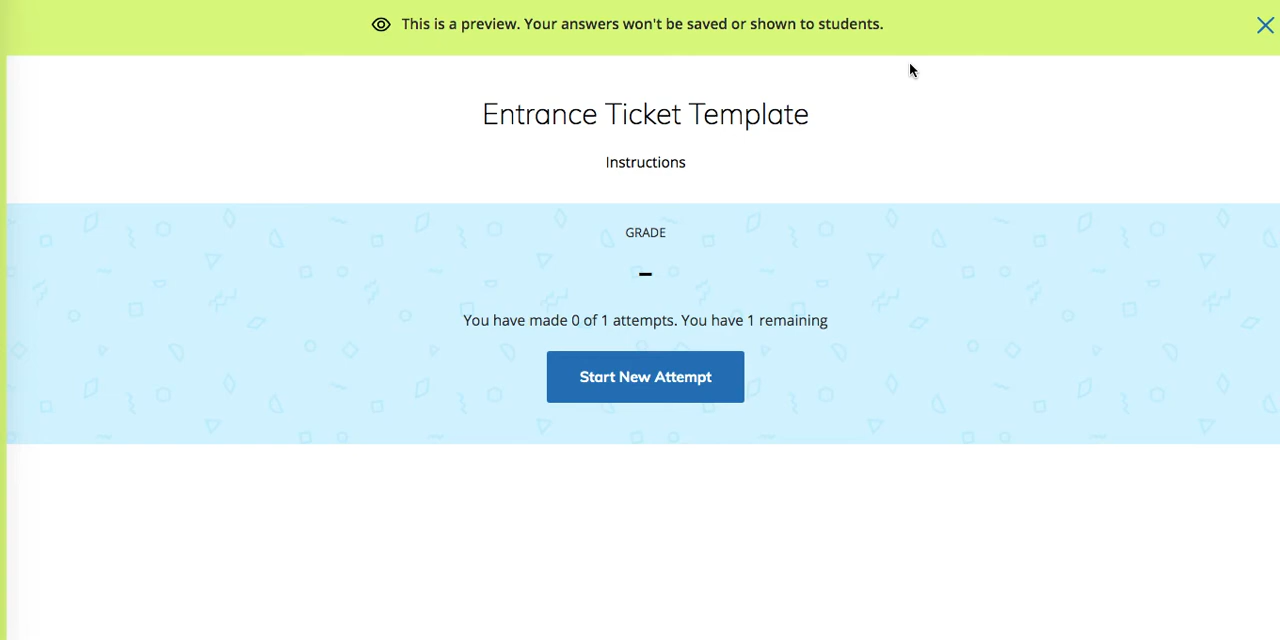 This is a preview. Your answers won't be saved or shown to students.
Entrance Ticket Template
Instructions
GRADE
–
You have made 0 of 1 attempts. You have 1 remaining
Start New Attempt